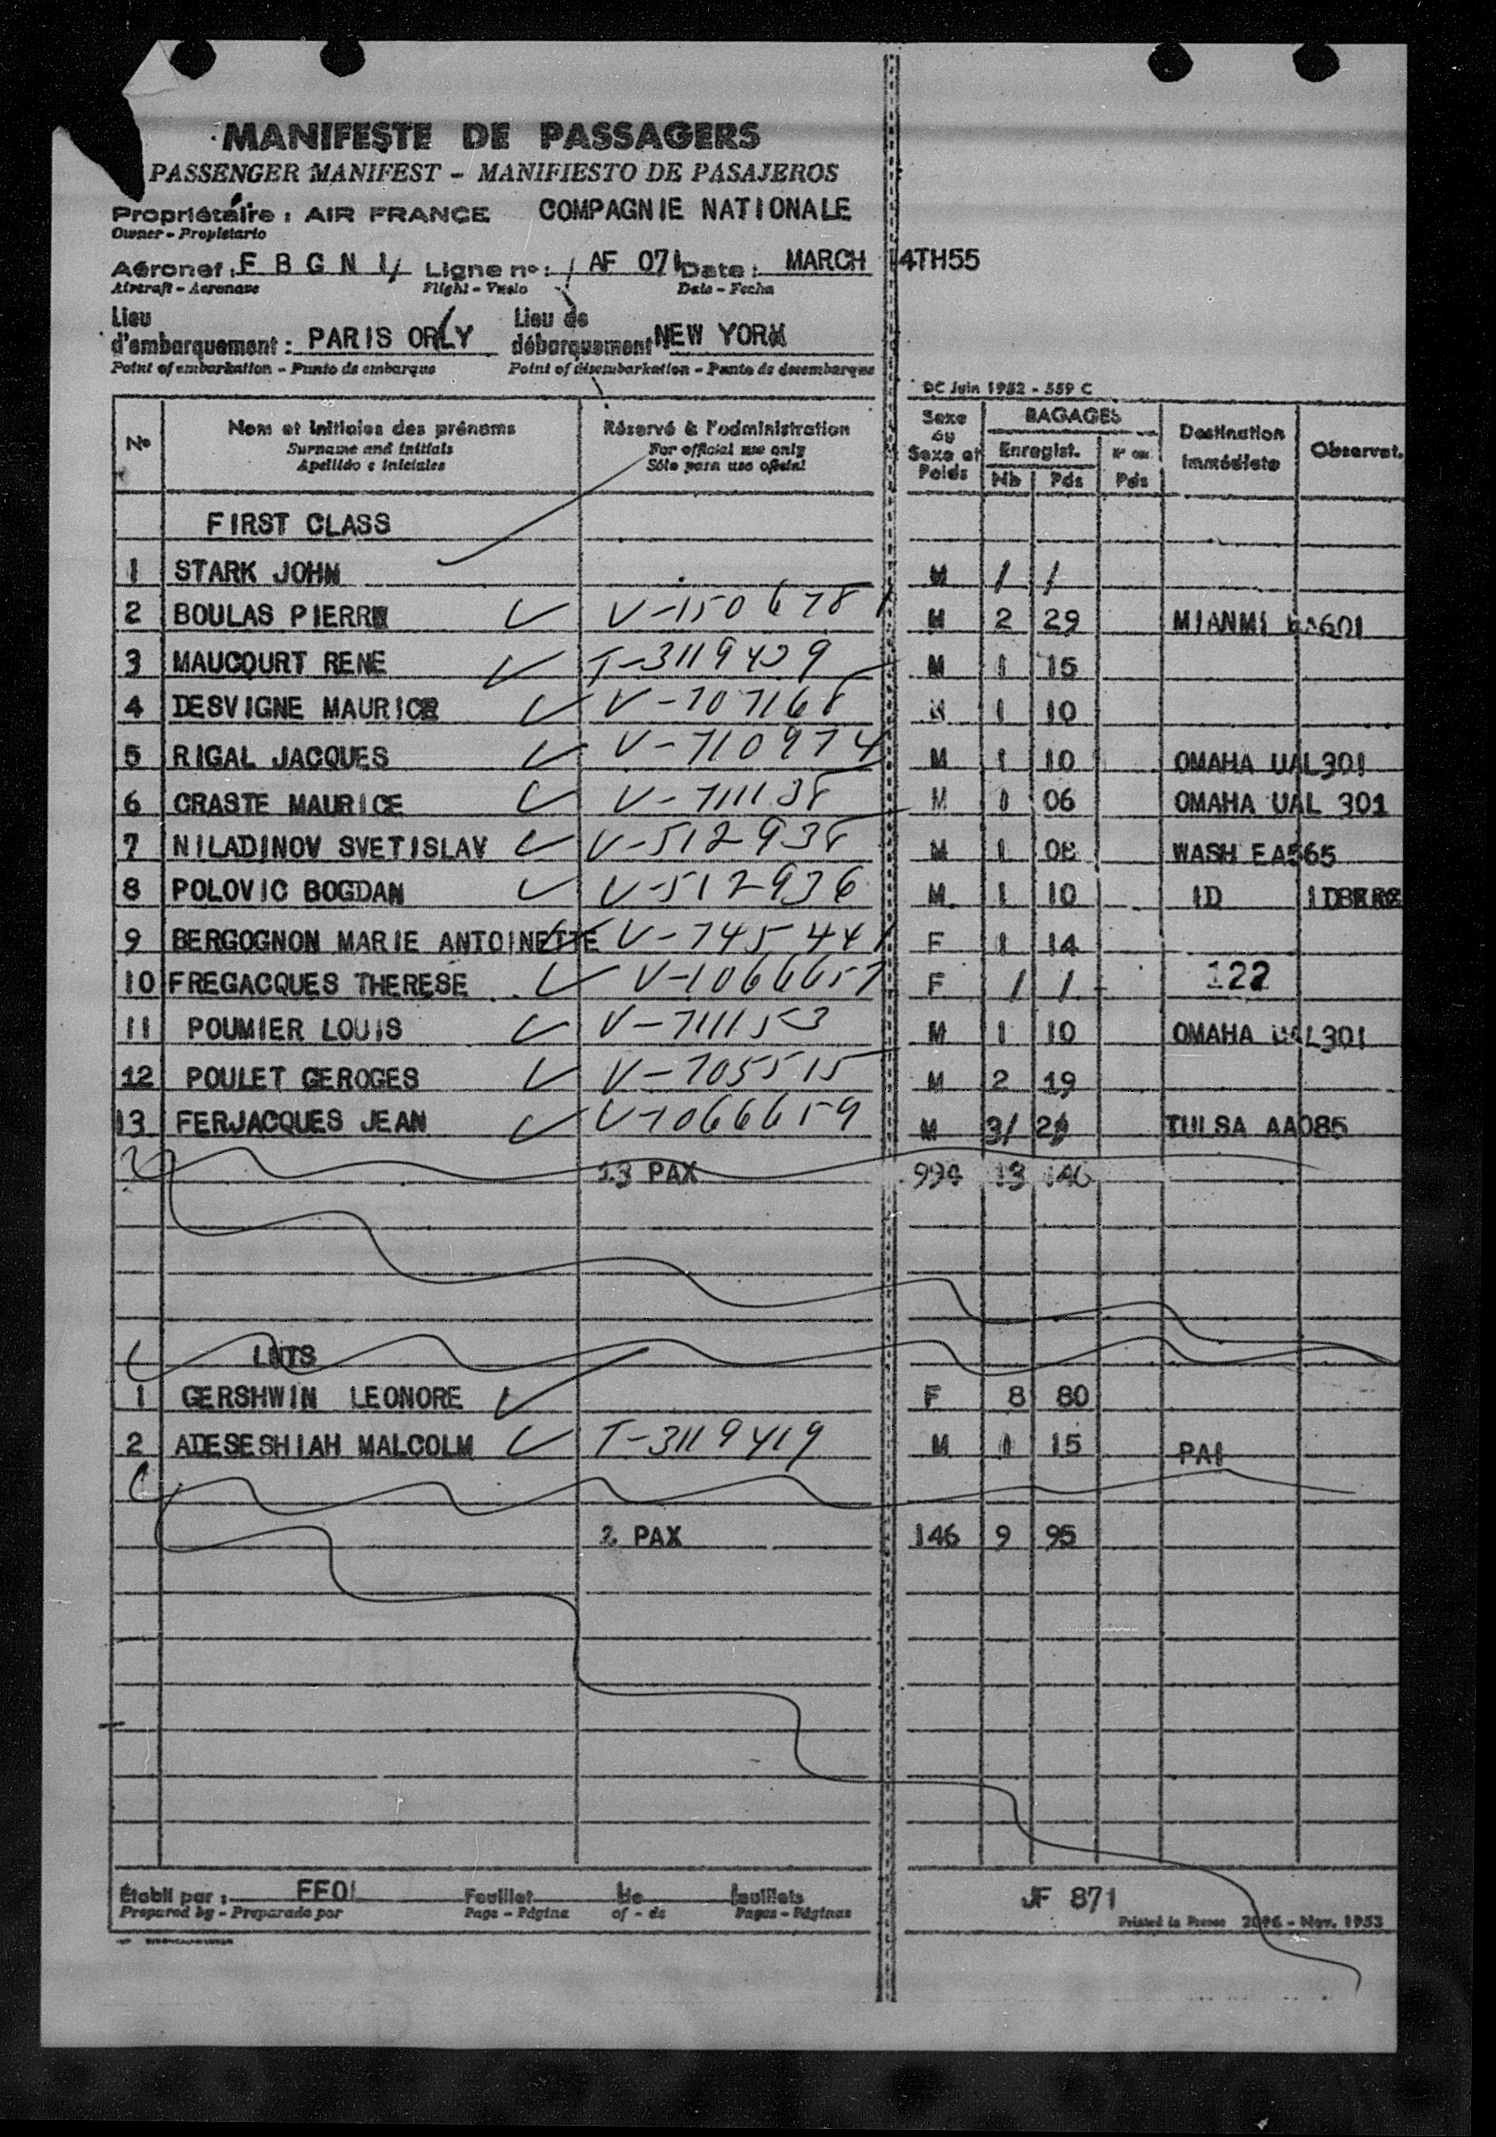 MANIFESTE DE PASSAGERS
PASSENGER MANIFEST - MANIFIESTO DE PASAJEROS
Propriétaire : AIR FRANCE COMPAGNIE NATIONALE
Owner - Propietario
Aéronef : F B G N I Ligne no : AF 071 Date : MARCH 14TH55
Aircraft - Aeronave Flight - Vuelo Date - Fecha
Lieu d'embarquement : PARIS ORLY Lieu de débarquement : NEW YORK
Point of embarkation - Punto de embarque Point of disembarkation - Punto de desembarque
DC Juin 1952 - 559 C
No Nom et initiales des prénoms Réservé à l'administration Sexe ou Sexe et Poids BAGAGES Destination immédiate Observat.
Surname and initials For official use only Enregist.
Apellido e iniciales Sólo para uso oficial Nb Pds Pds
FIRST CLASS
1 STARK JOHN M / /
2 BOULAS PIERRE V-150678 M 2 29 MIANMI EA601
3 MAUCOURT RENE T-3119409 M 1 15
4 DESVIGNE MAURICE V-707168 M 1 10
5 RIGAL JACQUES V-710974 M 1 10 OMAHA UAL301
6 CRASTE MAURICE V-711138 M 1 06 OMAHA UAL 301
7 NILADINOV SVETISLAV V-512938 M 1 08 WASH EA565
8 POLOVIC BOGDAN V-512936 M 1 10 ID
9 BERGOGNON MARIE ANTOINETTE V-745441 F 1 14
10 FREGACQUES THERESE V-1066657 F / / 122
11 POUMIER LOUIS V-711153 M 1 10 OMAHA UAL301
12 POULET GEROGES V-705515 M 2 19
13 FERJACQUES JEAN V-1066659 M 3/ TULSA AA085
13 PAX 994 13 146
LNTS
1 GERSHWIN LEONORE F 8 80
2 ADESESHIAH MALCOLM T-3119419 M 1 15 PAI
2 PAX 146 9 95
Établi par : FF01 Feuillet de feuillets JF 871
Prepared by - Preparado por Page - Página of - de Pages - Páginas Printed in France 2096 - Nov. 1953